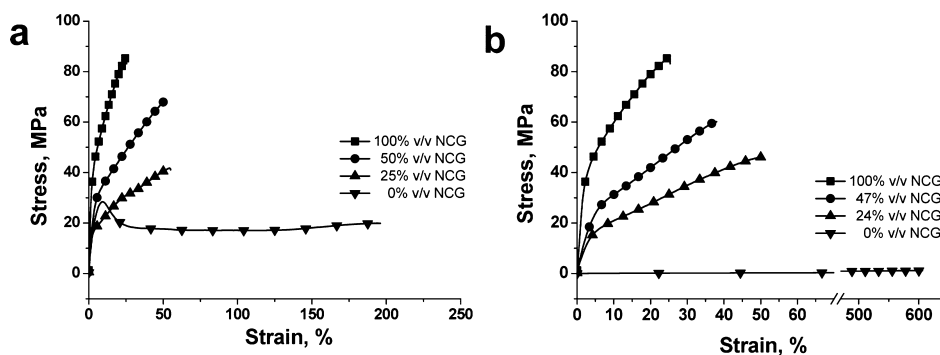 a
Stress, MPa
100
80
60
40
20
0
100% v/v NCG
50% v/v NCG
25% v/v NCG
0% v/v NCG
0 50 100 150 200 250
Strain, %
b
Stress, MPa
100
80
60
40
20
0
100% v/v NCG
47% v/v NCG
24% v/v NCG
0% v/v NCG
0 10 20 30 40 50 60 500 600
Strain, %